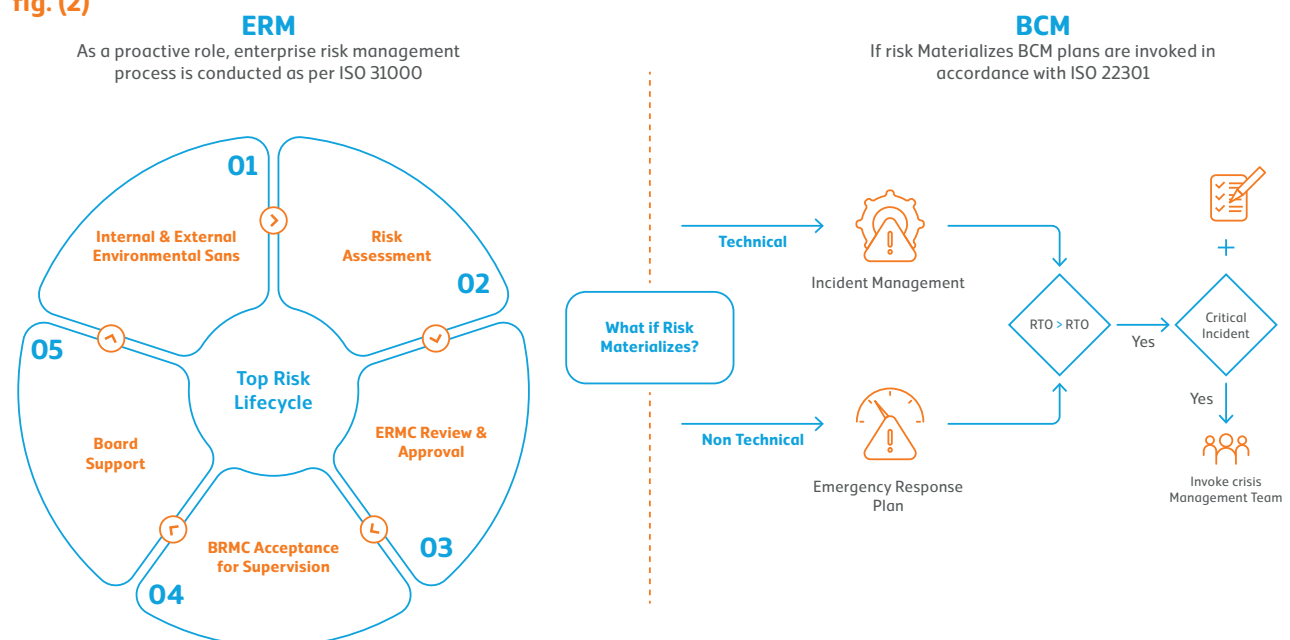 fig. (2)
ERM
As a proactive role, enterprise risk management
process is conducted as per ISO 31000
01
Internal & External
Environmental Sans
Risk
Assessment
02
05
Top Risk
Lifecycle
Board
Support
ERMC Review &
Approval
03
BRMC Acceptance
for Supervision
04
What if Risk
Materializes?
BCM
If risk Materializes BCM plans are invoked in
accordance with ISO 22301
Technical
Incident Management
Non Technical
Emergency Response
Plan
RTO > RTO
Yes
+
Critical
Incident
Yes
Invoke crisis
Management Team